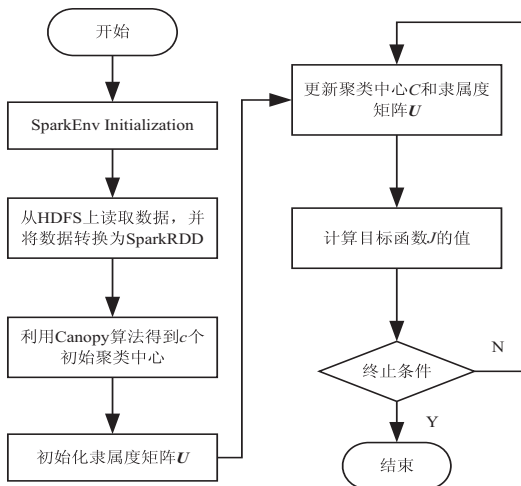 开始
SparkEnv Initialization
从HDFS上读取数据，并
将数据转换为SparkRDD
利用Canopy算法得到c个
初始聚类中心
初始化隶属度矩阵U
更新聚类中心C和隶属度
矩阵U
计算目标函数J的值
终止条件
N
Y
结束